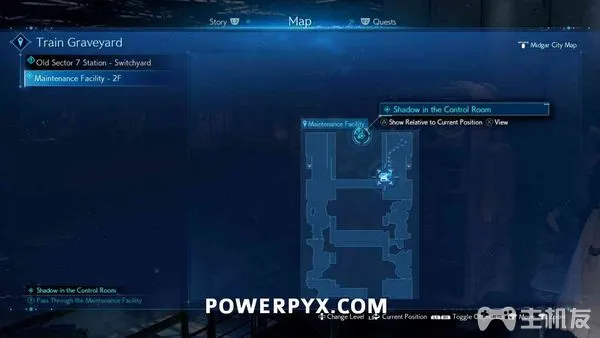 Story Map Quests
Train Graveyard
Midgar City Map
Old Sector 7 Station - Switchyard
Maintenance Facility - 2F
Shadow in the Control Room
Show Relative to Current Position View
Maintenance Facility
Shadow in the Control Room
Pass Through the Maintenance Facility
POWERPYX.COM
Change Level Current Position Move Zoom
主机友